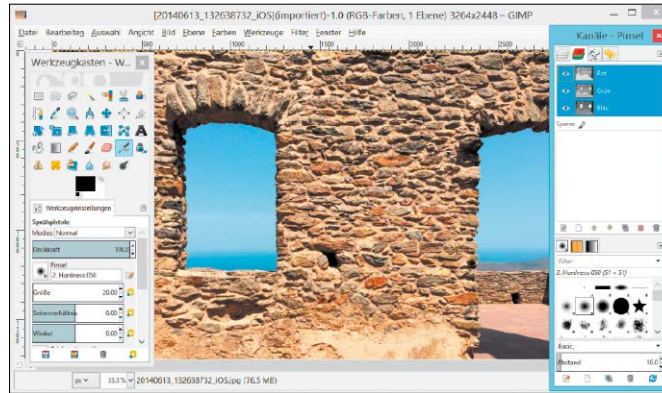 [20140613_132638732_iOS](importiert)-1.0 (RGB-Farben, 1 Ebene) 3264x2448 – GIMP
Datei Bearbeiten Auswahl Ansicht Bild Ebene Farben Werkzeuge Filter Fenster Hilfe
Werkzeugkasten - W...
Werkzeugeinstellungen
Sprühpistole
Modus: Normal
Deckkraft 100,0
Pinsel
2. Hardness 050
Größe 20,00
Seitenverhältnis 0,00
Winkel 0,00
px 33,3 % 20140613_132638732_iOS.jpg (76,5 MB)
Kanäle - Pinsel
Rot
Grün
Blau
Sperre:
Filter
2. Hardness 050 (51 × 51)
Basic,
Abstand 10,0